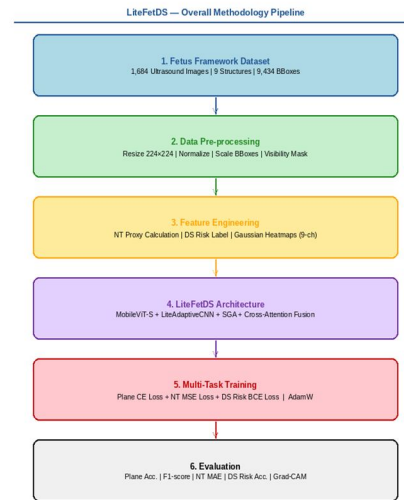 LiteFetDS — Overall Methodology Pipeline
1. Fetus Framework Dataset
1,684 Ultrasound Images | 9 Structures | 9,434 BBoxes
2. Data Pre-processing
Resize 224×224 | Normalize | Scale BBoxes | Visibility Mask
3. Feature Engineering
NT Proxy Calculation | DS Risk Label | Gaussian Heatmaps (9-ch)
4. LiteFetDS Architecture
MobileViT-S + LiteAdaptiveCNN + SGA + Cross-Attention Fusion
5. Multi-Task Training
Plane CE Loss + NT MSE Loss + DS Risk BCE Loss | AdamW
6. Evaluation
Plane Acc. | F1-score | NT MAE | DS Risk Acc. | Grad-CAM